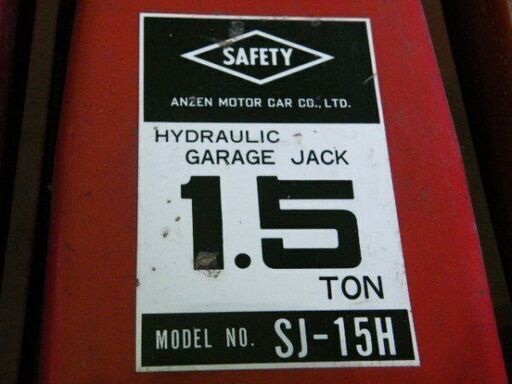 SAFETY
ANZEN MOTOR CAR CO., LTD.
HYDRAULIC
GARAGE JACK
1.5
TON
MODEL NO. SJ-15H